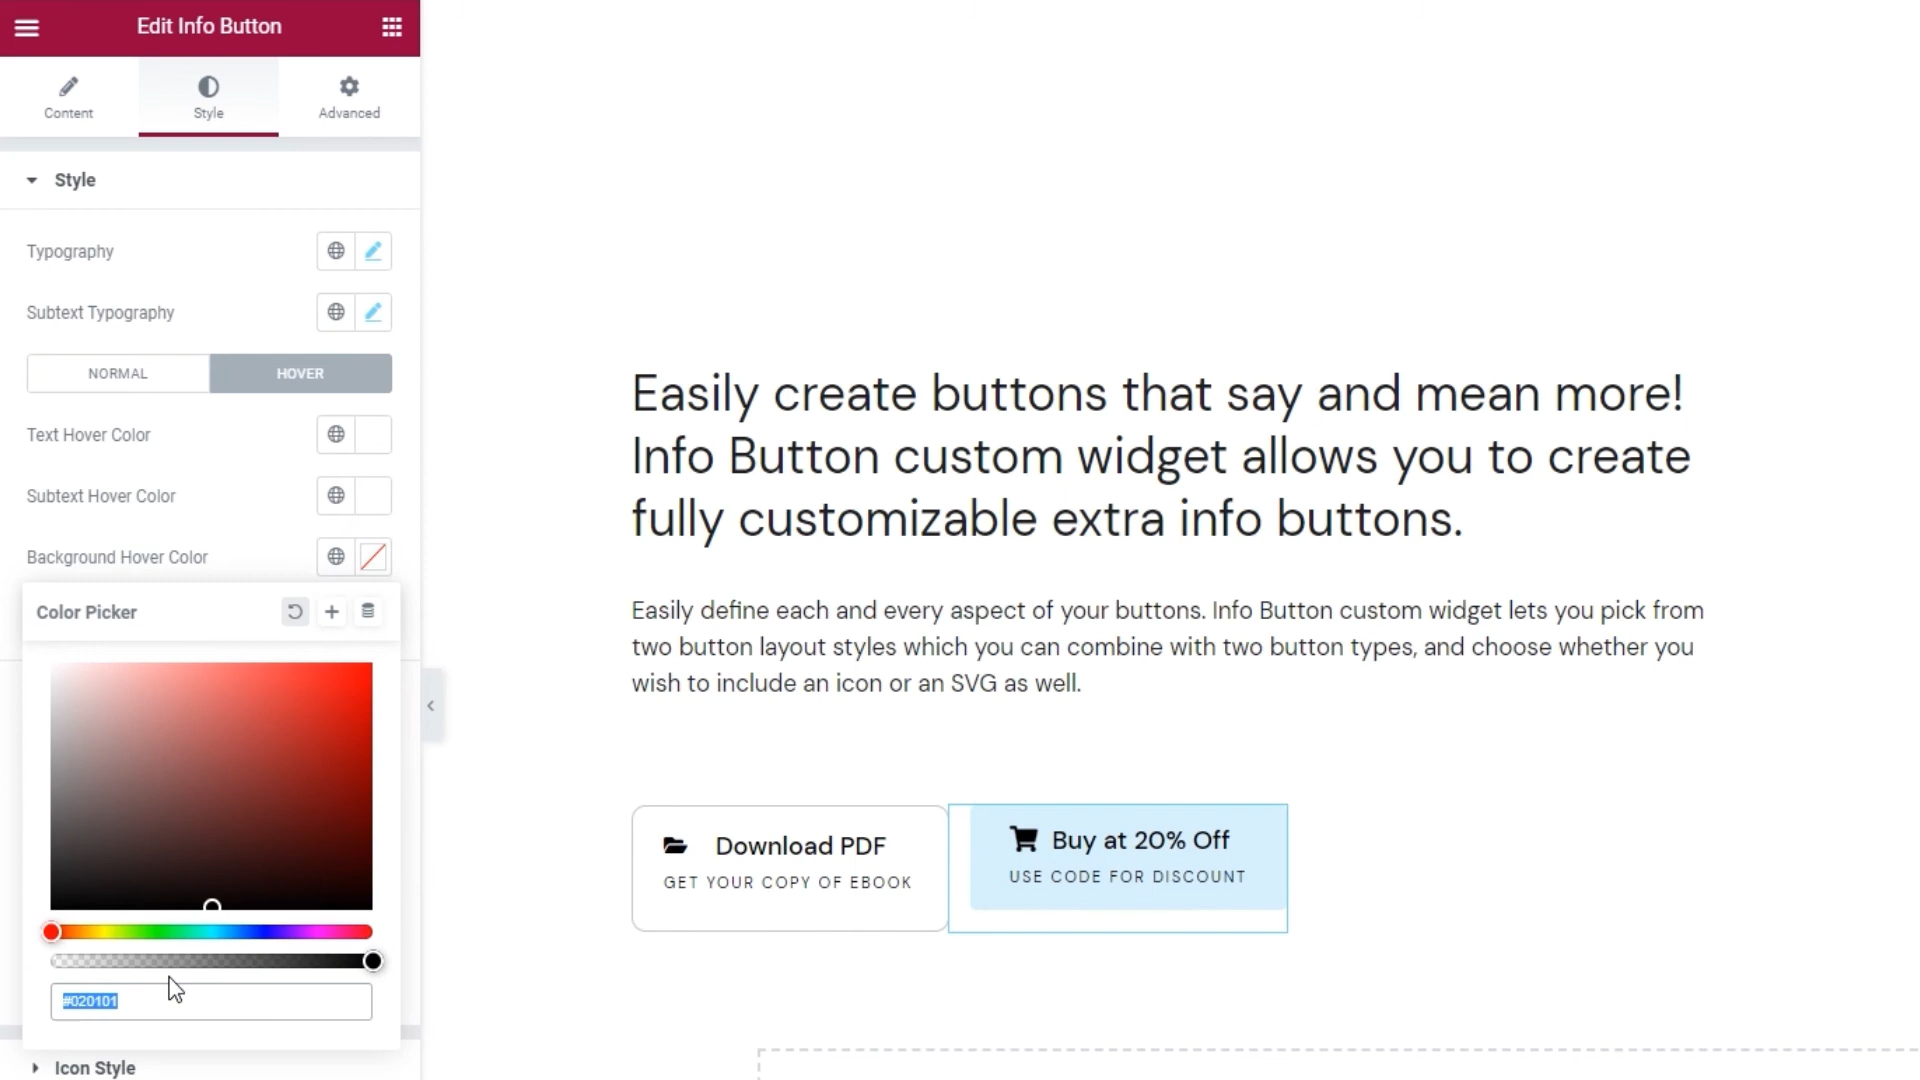 Edit Info Button
Content
Style
Advanced
Style
Typography
Subtext Typography
NORMAL
HOVER
Text Hover Color
Subtext Hover Color
Background Hover Color
Color Picker
#020101
Icon Style
Easily create buttons that say and mean more!
Info Button custom widget allows you to create
fully customizable extra info buttons.
Easily define each and every aspect of your buttons. Info Button custom widget lets you pick from
two button layout styles which you can combine with two button types, and choose whether you
wish to include an icon or an SVG as well.
Download PDF
GET YOUR COPY OF EBOOK
Buy at 20% Off
USE CODE FOR DISCOUNT